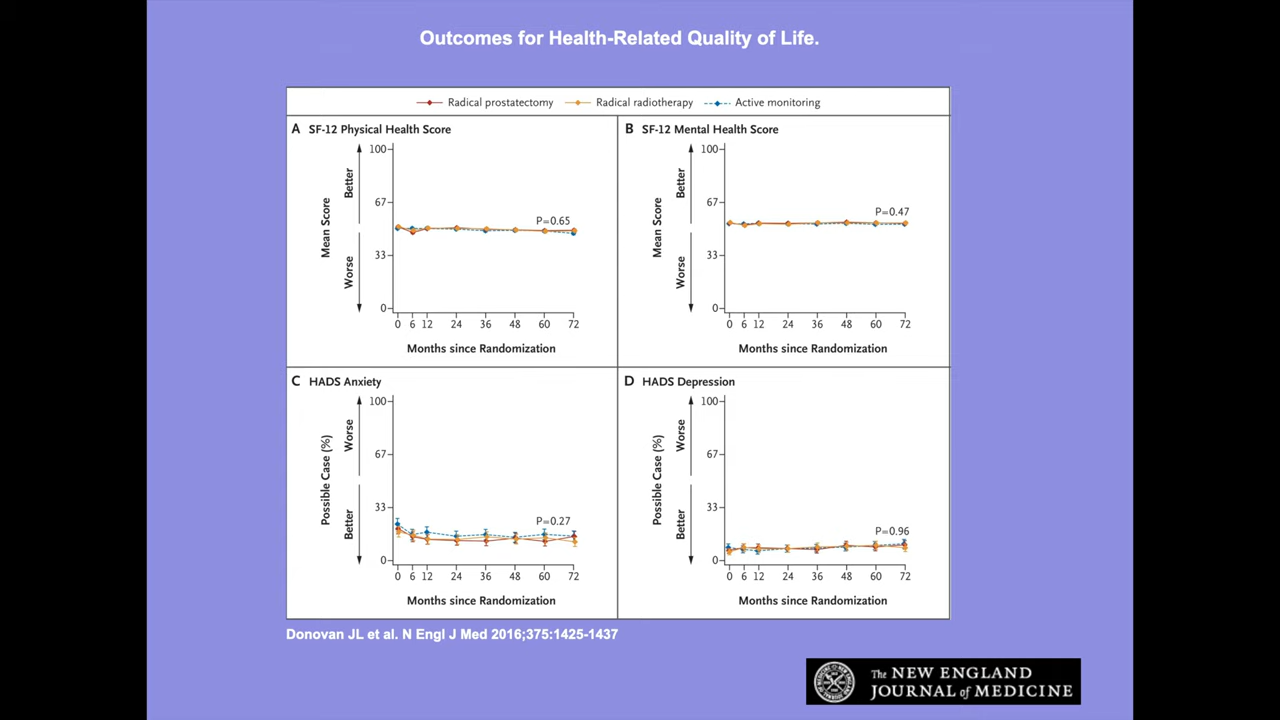 Outcomes for Health-Related Quality of Life.
Radical prostatectomy Radical radiotherapy Active monitoring
A SF-12 Physical Health Score
100
67
33
0
Better
Worse
Mean Score
P=0.65
0 6 12 24 36 48 60 72
Months since Randomization
B SF-12 Mental Health Score
100
67
33
0
Better
Worse
Mean Score
P=0.47
0 6 12 24 36 48 60 72
Months since Randomization
C HADS Anxiety
100
67
33
0
Worse
Better
Possible Case (%)
P=0.27
0 6 12 24 36 48 60 72
Months since Randomization
D HADS Depression
100
67
33
0
Worse
Better
Possible Case (%)
P=0.96
0 6 12 24 36 48 60 72
Months since Randomization
Donovan JL et al. N Engl J Med 2016;375:1425-1437
The NEW ENGLAND
JOURNAL of MEDICINE